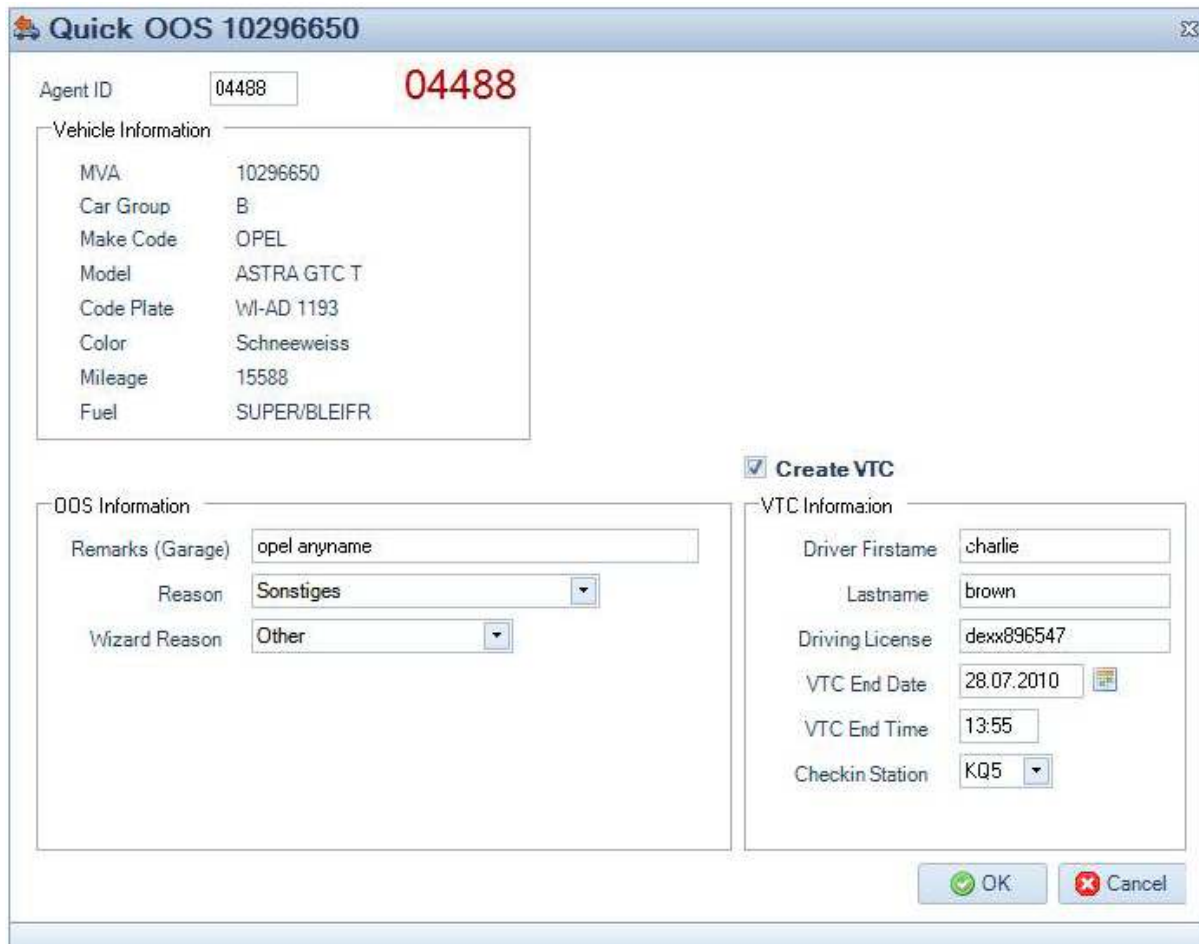 Quick OOS 10296650
Agent ID 04488 04488
Vehicle Information
MVA 10296650
Car Group B
Make Code OPEL
Model ASTRA GTC T
Code Plate WI-AD 1193
Color Schneeweiss
Mileage 15588
Fuel SUPER/BLEIFR
Create VTC
OOS Information
Remarks (Garage) opel anyname
Reason Sonstiges
Wizard Reason Other
VTC Information
Driver Firstame charlie
Lastname brown
Driving License dexx896547
VTC End Date 28.07.2010
VTC End Time 13:55
Checkin Station KQ5
OK Cancel